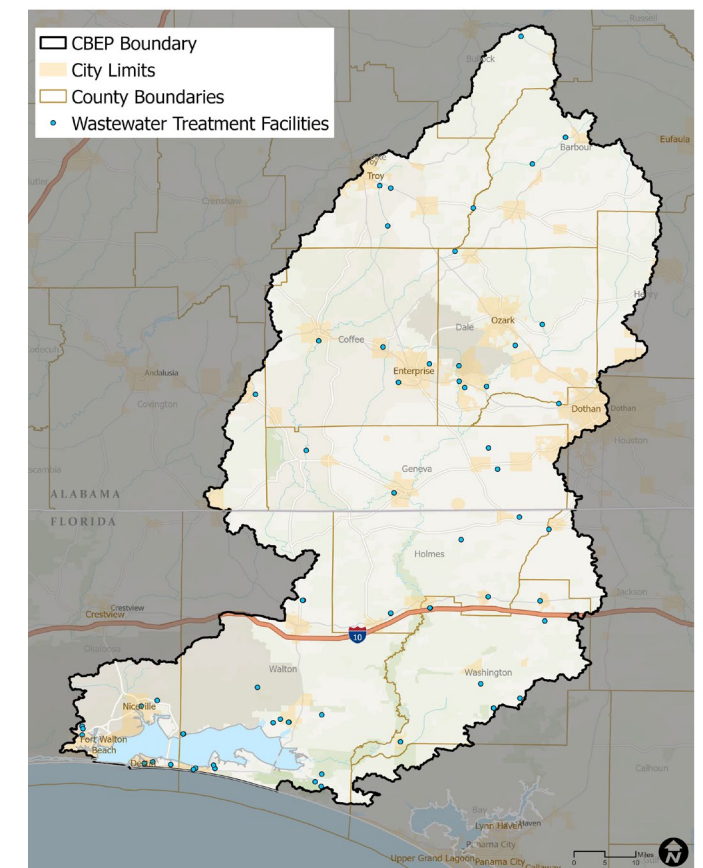 CBEP Boundary
City Limits
County Boundaries
Wastewater Treatment Facilities
Russell
Bullock
Eufaula
Barbour
Troy
Crenshaw
Henry
Ozark
Dale
Coffee
Andalusia
Enterprise
Covington
Dothan
Dothan
Houston
Geneva
ALABAMA
FLORIDA
Holmes
Jackson
Crestview
Crestview
10
Okaloosa
Walton
Washington
Niceville
Fort Walton
Beach
Calhoun
Bay
Lynn Haven
Haven
Panama City
Upper Grand Lagoon
Panama City
Callaway
Miles
0 5 10